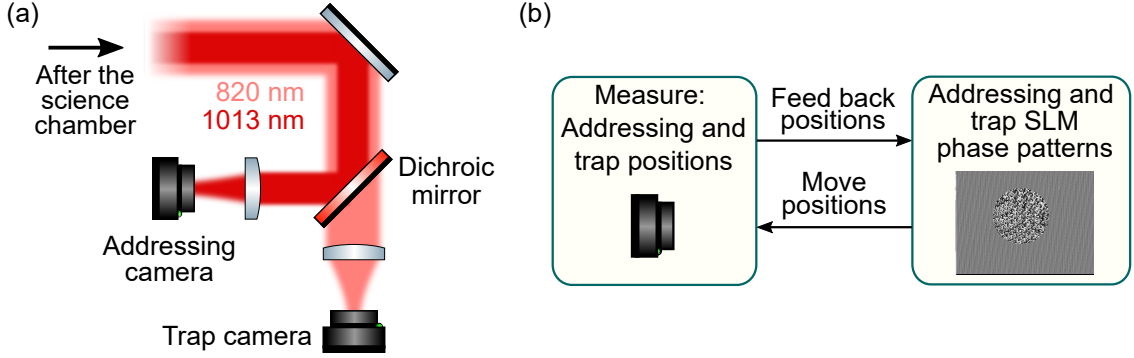 (a)
After the
science
chamber
820 nm
1013 nm
Dichroic
mirror
Addressing
camera
Trap camera
(b)
Measure:
Addressing and
trap positions
Feed back
positions
Move
positions
Addressing and
trap SLM
phase patterns